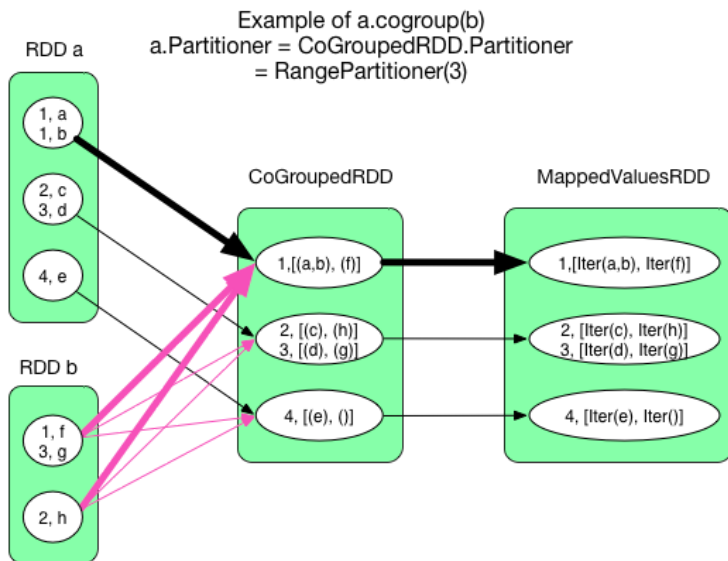 Example of a.cogroup(b)
a.Partitioner = CoGroupedRDD.Partitioner
= RangePartitioner(3)
RDD a
1, a
1, b
2, c
3, d
4, e
RDD b
1, f
3, g
2, h
CoGroupedRDD
1,[(a,b), (f)]
2, [(c), (h)]
3, [(d), (g)]
4, [(e), ()]
MappedValuesRDD
1,[Iter(a,b), Iter(f)]
2, [Iter(c), Iter(h)]
3, [Iter(d), Iter(g)]
4, [Iter(e), Iter()]